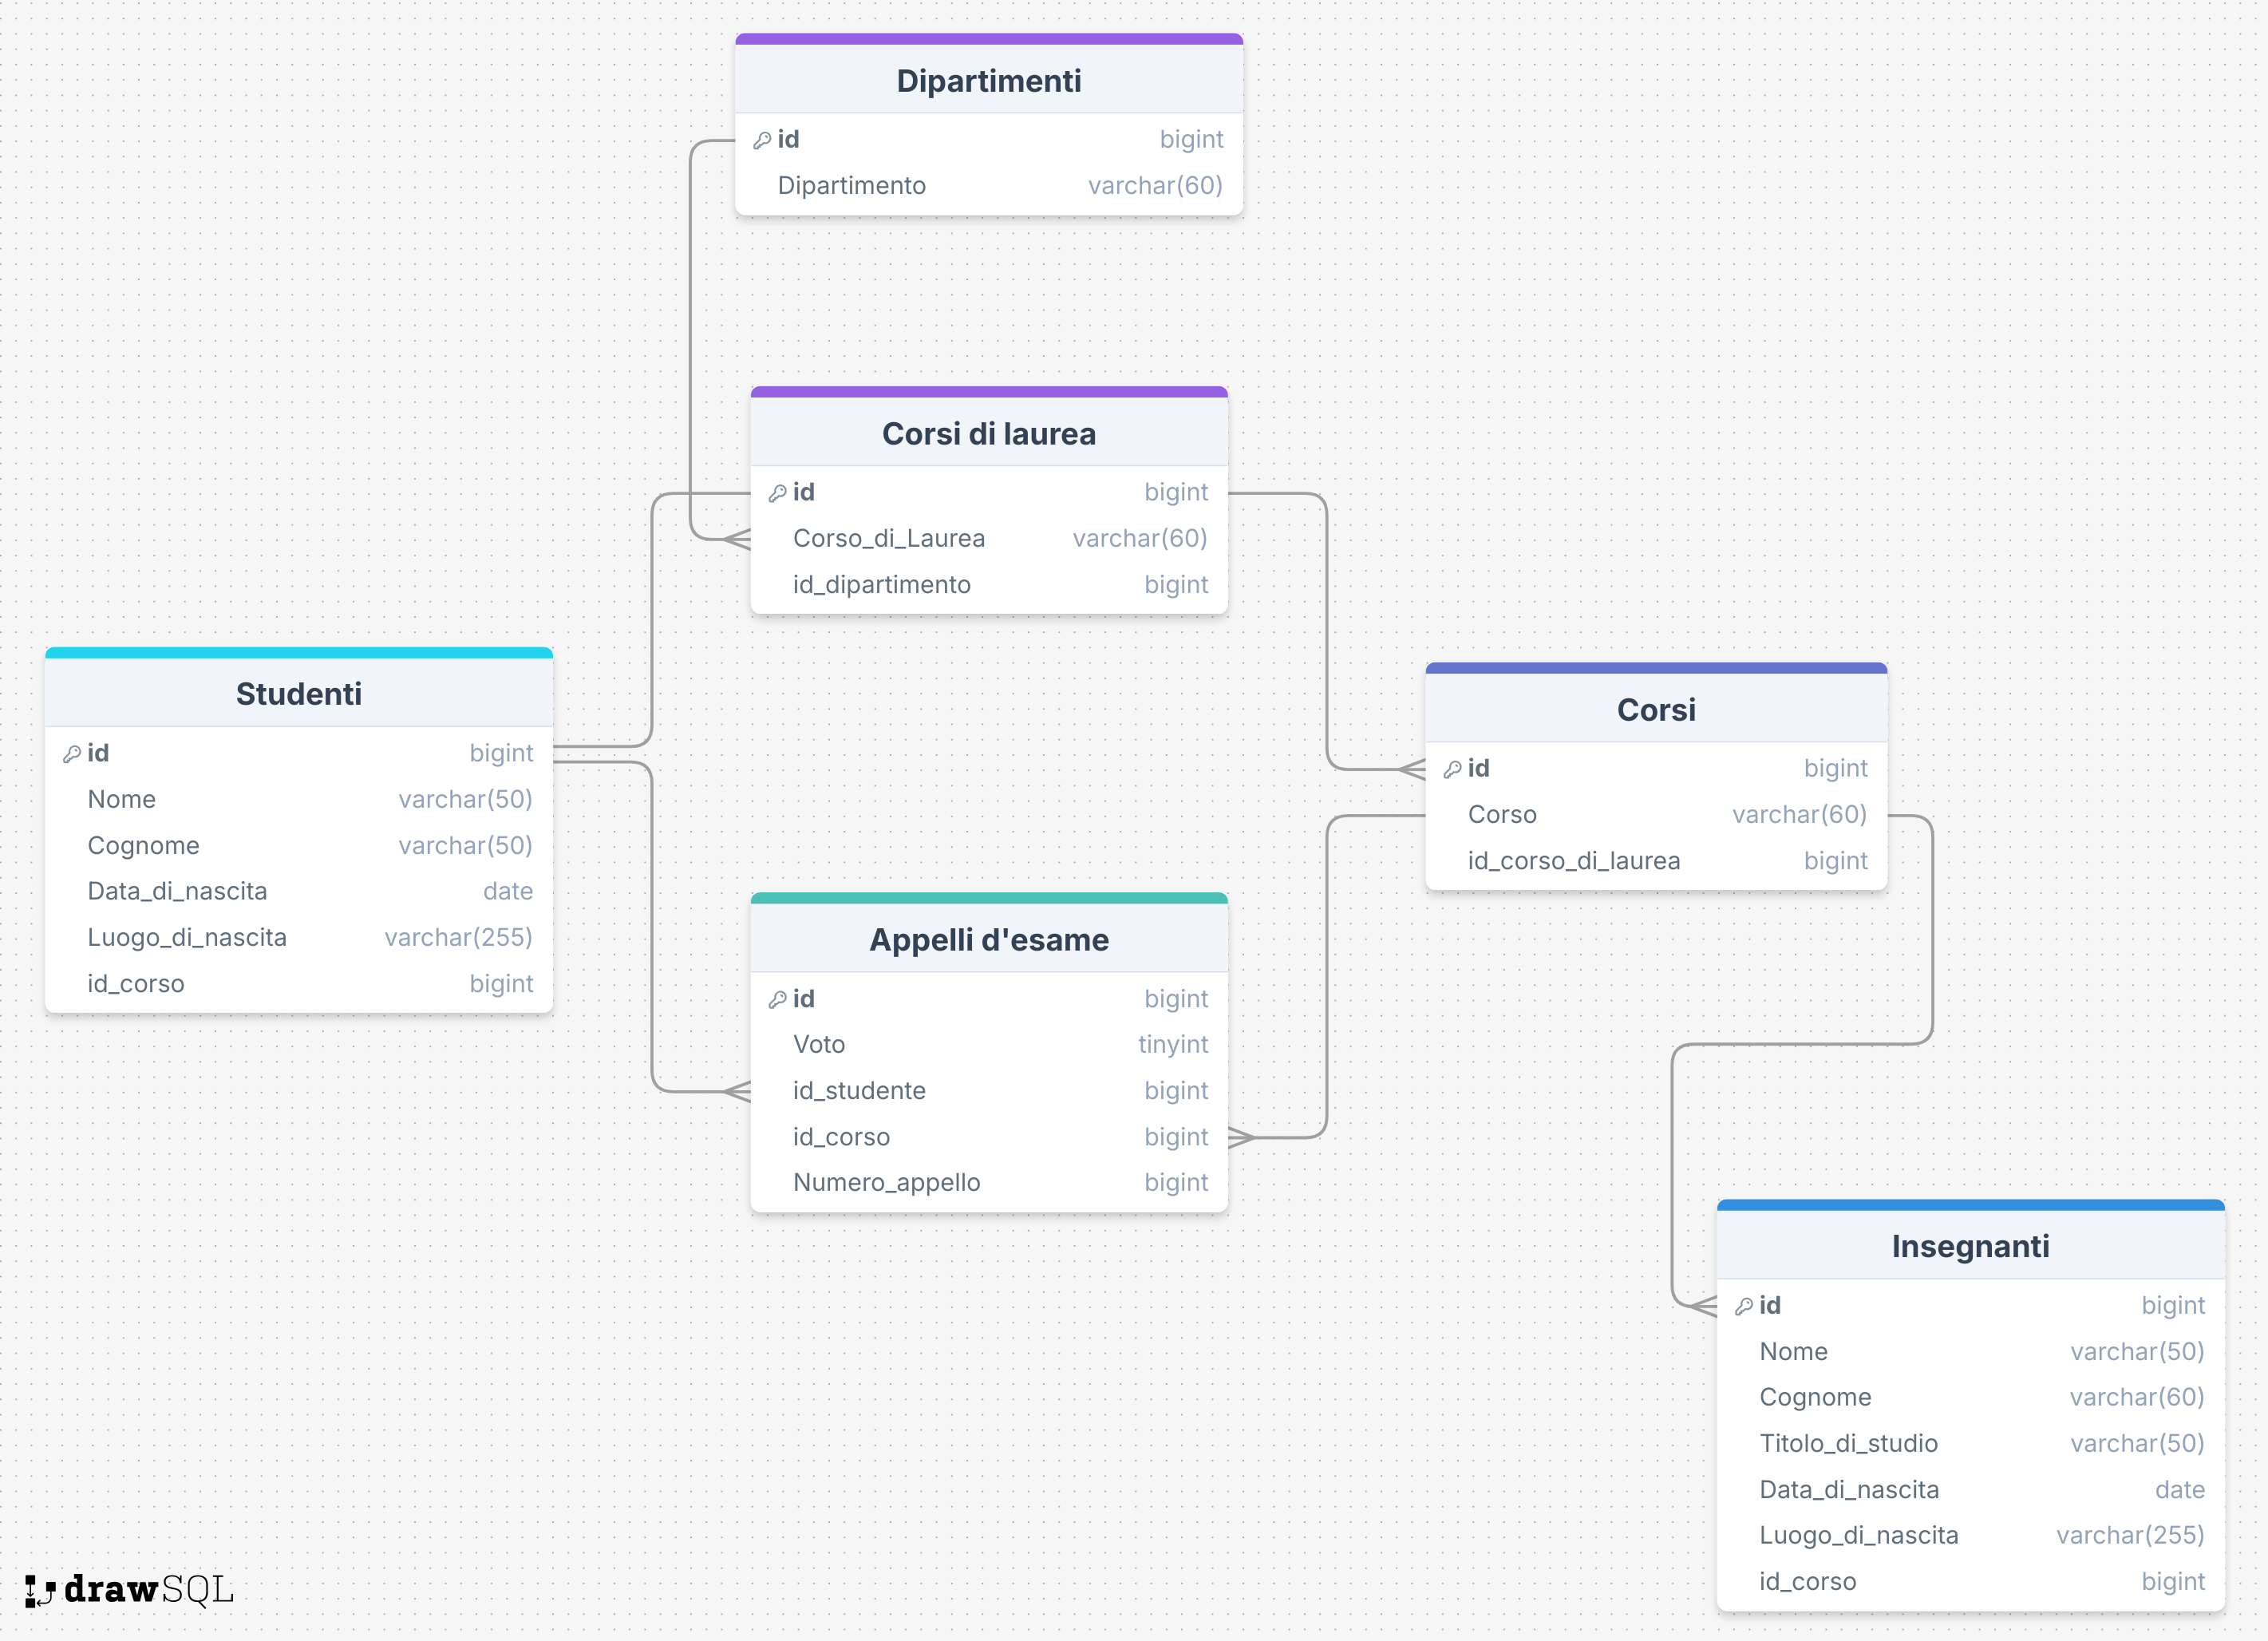 Dipartimenti
id bigint
Dipartimento varchar(60)
Corsi di laurea
id bigint
Corso_di_Laurea varchar(60)
id_dipartimento bigint
Studenti
id bigint
Nome varchar(50)
Cognome varchar(50)
Data_di_nascita date
Luogo_di_nascita varchar(255)
id_corso bigint
Corsi
id bigint
Corso varchar(60)
id_corso_di_laurea bigint
Appelli d'esame
id bigint
Voto tinyint
id_studente bigint
id_corso bigint
Numero_appello bigint
Insegnanti
id bigint
Nome varchar(50)
Cognome varchar(60)
Titolo_di_studio varchar(50)
Data_di_nascita date
Luogo_di_nascita varchar(255)
id_corso bigint
drawSQL